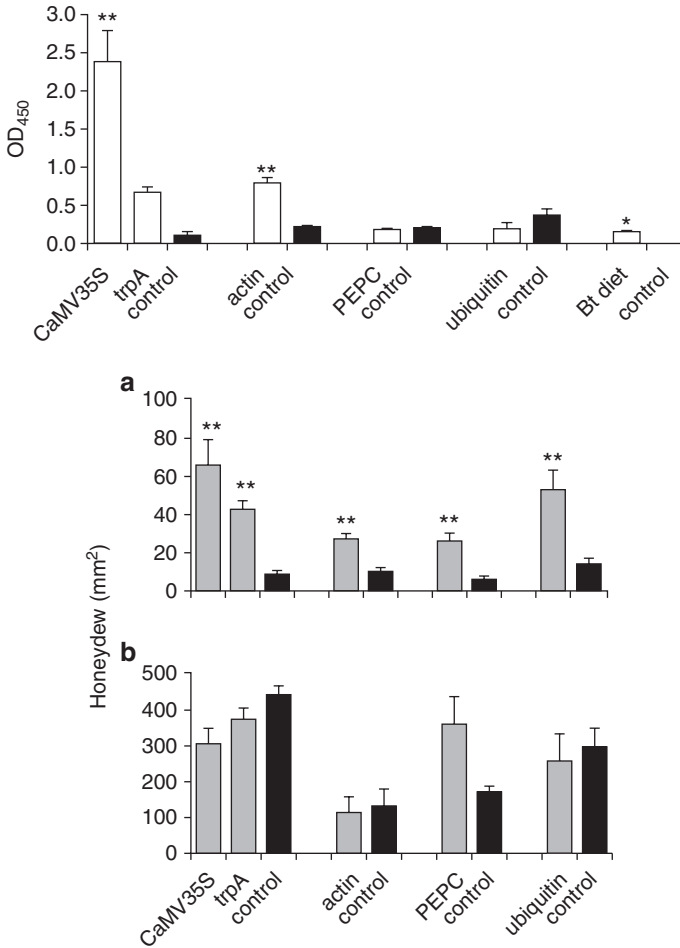 3.0
2.5
2.0
1.5
1.0
0.5
0.0
OD450
**
**
*
CaMV35S
trpA
control
actin
control
PEPC
control
ubiquitin
control
Bt diet
control
a
100
80
60
40
20
0
**
**
**
**
**
Honeydew (mm2)
b
500
400
300
200
100
0
CaMV35S
trpA
control
actin
control
PEPC
control
ubiquitin
control